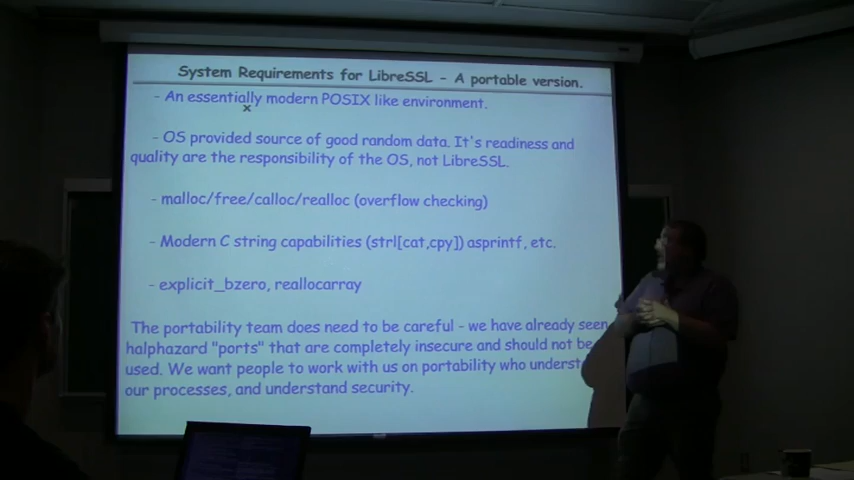 System Requirements for LibreSSL - A portable version.
- An essentially modern POSIX like environment.
- OS provided source of good random data. It's readiness and
quality are the responsibility of the OS, not LibreSSL.
- malloc/free/calloc/realloc (overflow checking)
- Modern C string capabilities (strl[cat,cpy]) asprintf, etc.
- explicit_bzero, reallocarray
The portability team does need to be careful - we have already seen
halphazard "ports" that are completely insecure and should not be
used. We want people to work with us on portability who underst
our processes, and understand security.